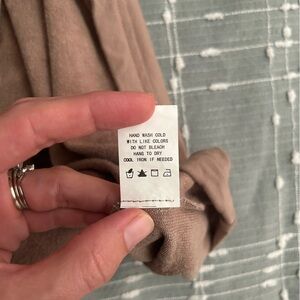 HAND WASH COLD
WITH LIKE COLORS
DO NOT BLEACH
HANG TO DRY
COOL IRON IF NEEDED